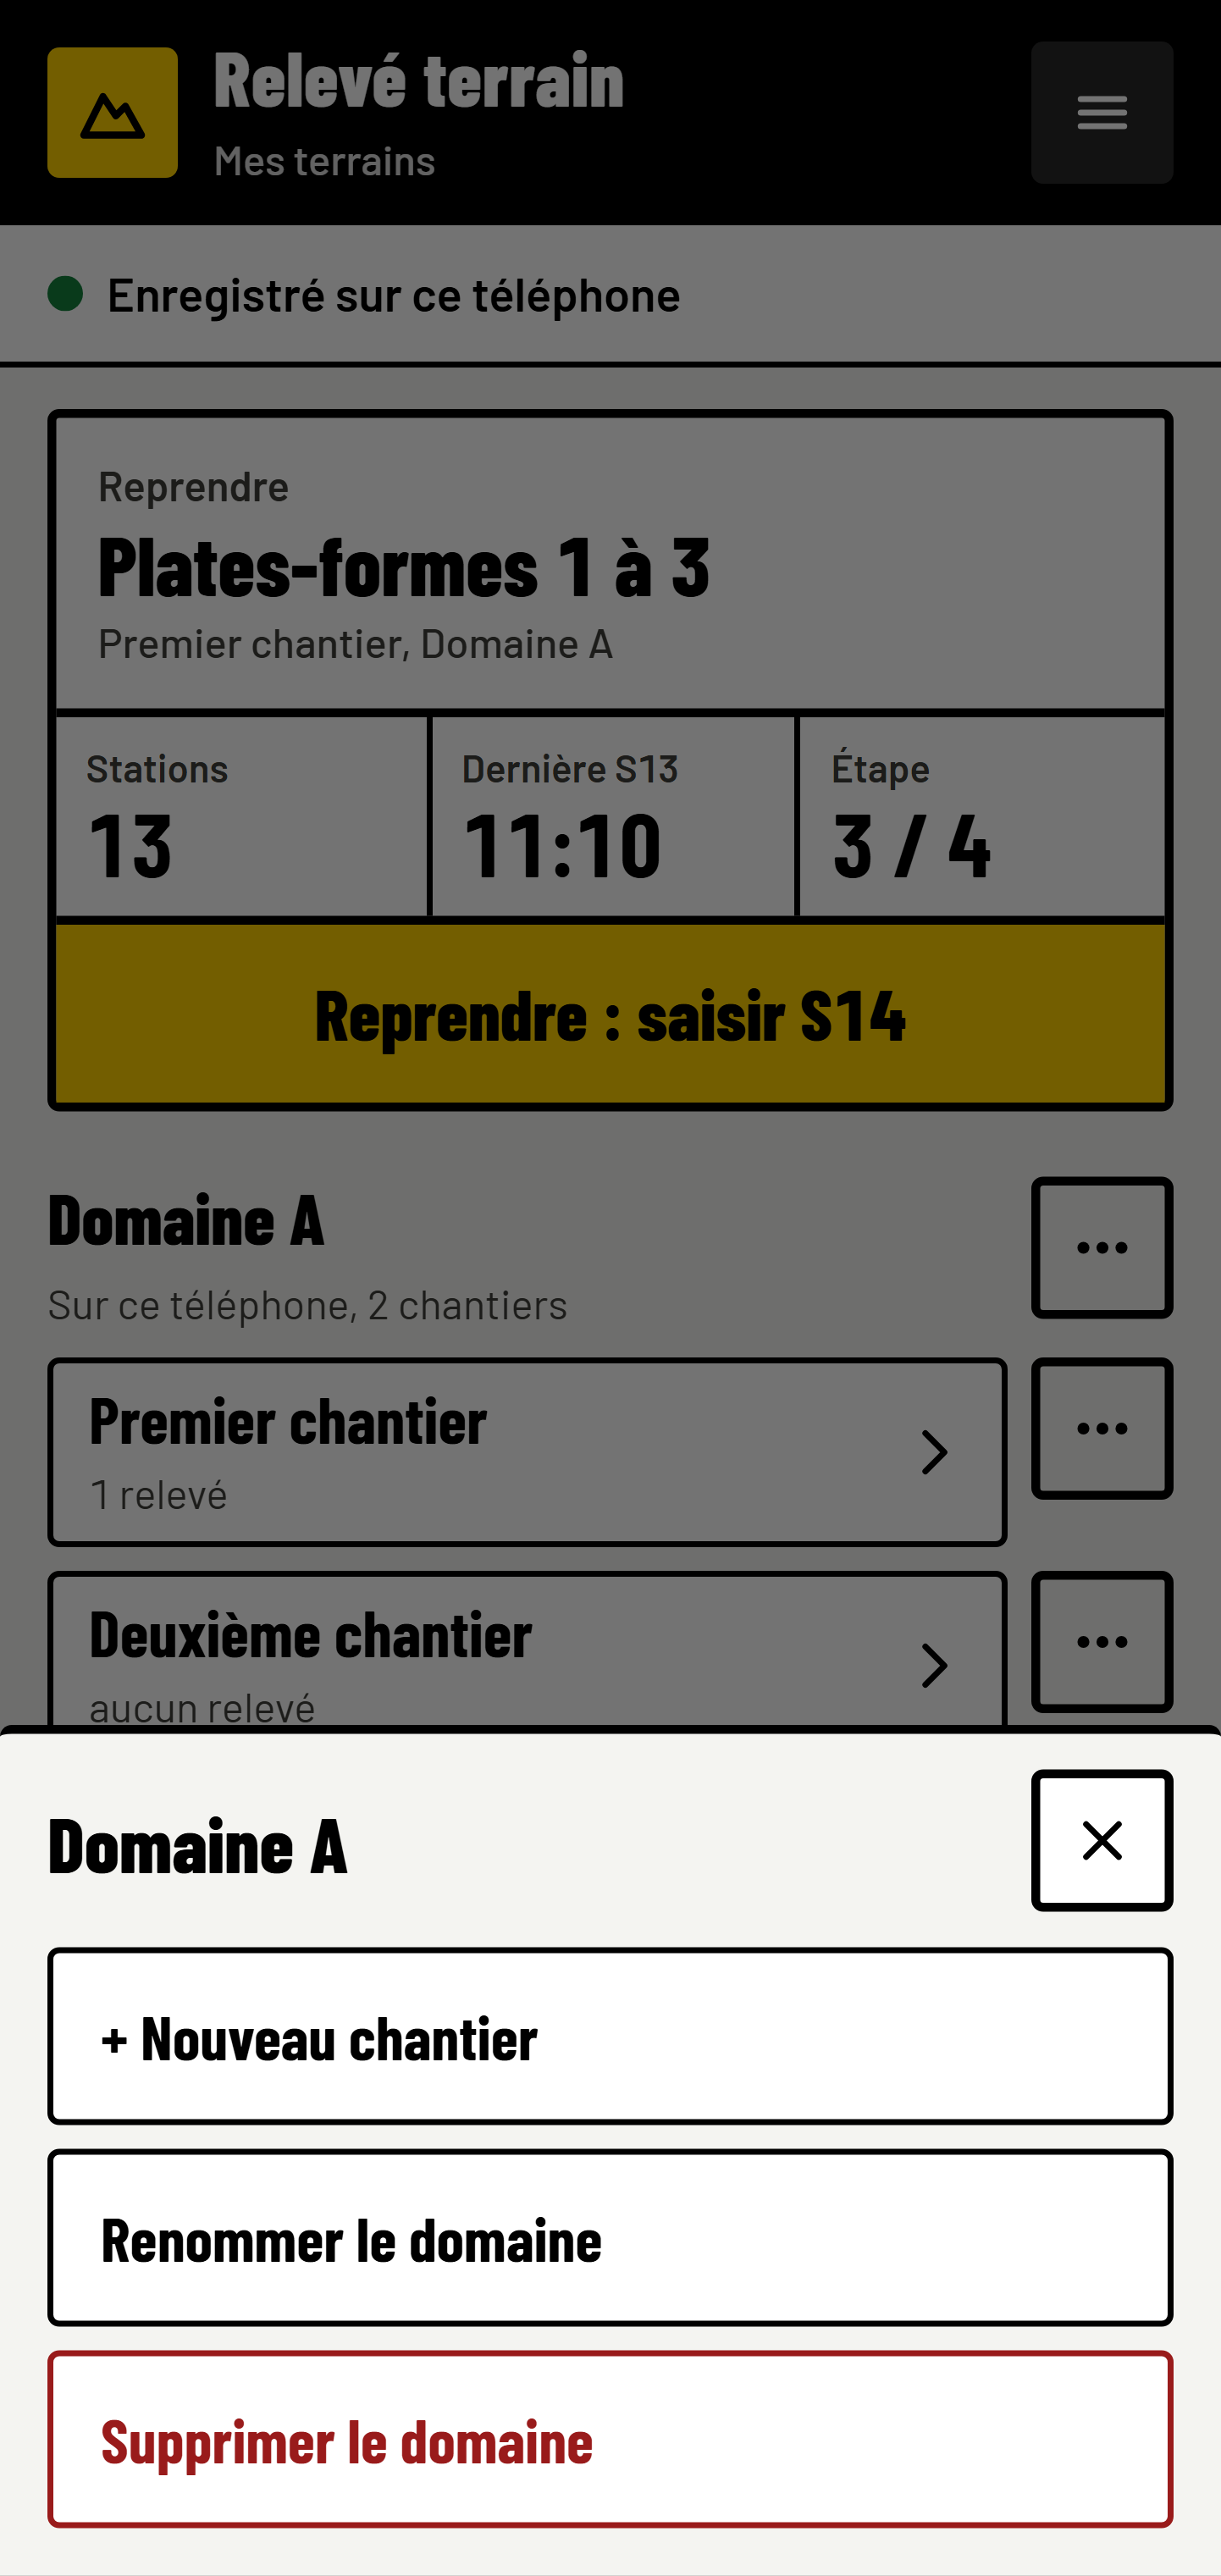 Relevé terrain
Mes terrains
Enregistré sur ce téléphone
Reprendre
Plates-formes 1 à 3
Premier chantier, Domaine A
Stations
13
Dernière S13
11:10
Étape
3 / 4
Reprendre : saisir S14
Domaine A
Sur ce téléphone, 2 chantiers
Premier chantier
1 relevé
Deuxième chantier
aucun relevé
Domaine A
+ Nouveau chantier
Renommer le domaine
Supprimer le domaine